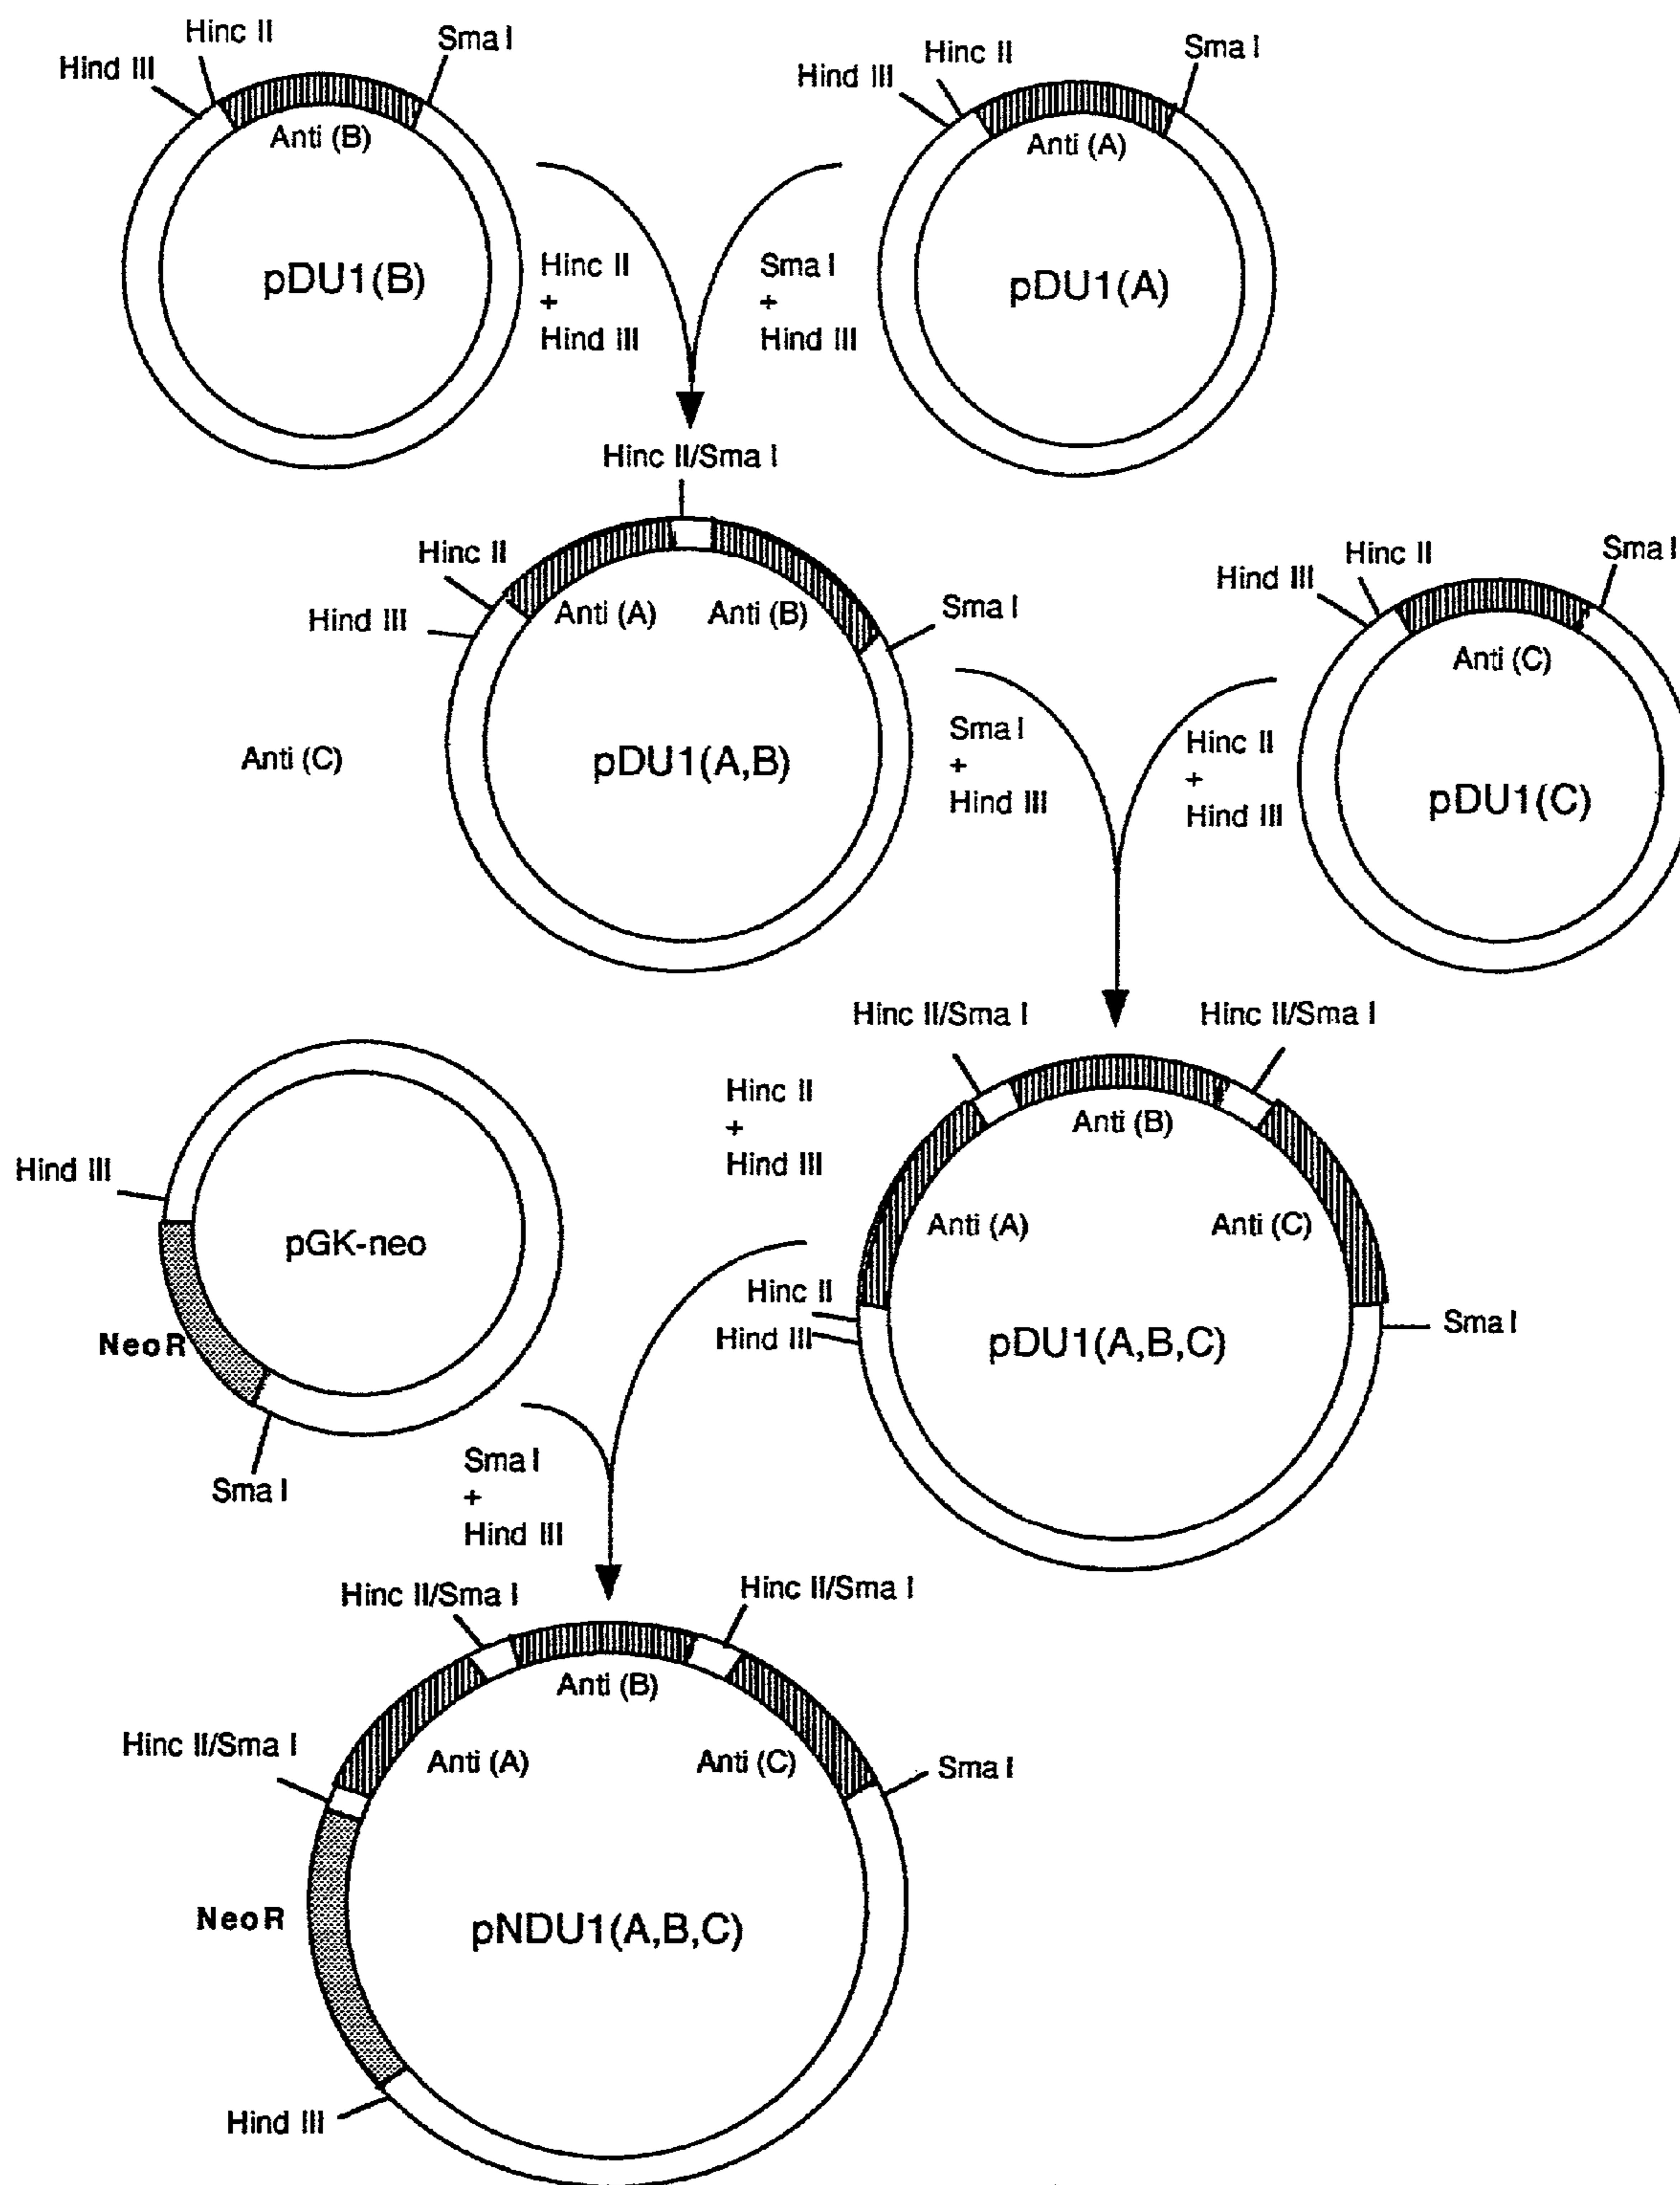 Hinc II
Sma I
Hind III
Anti (B)
pDU1(B)
Hinc II
+
Hind III
Hinc II
Sma I
Hind III
Anti (A)
pDU1(A)
Sma I
+
Hind III
Hinc II/Sma I
Hinc II
Hind III
Anti (A)
Anti (B)
Sma I
pDU1(A,B)
Anti (C)
Sma I
+
Hind III
Hinc II
Sma I
Hind III
Anti (C)
pDU1(C)
Hinc II
+
Hind III
Hinc II/Sma I
Hinc II/Sma I
Hinc II
+
Hind III
Anti (B)
Anti (A)
Anti (C)
Hinc II
Hind III
Sma I
pDU1(A,B,C)
Hind III
pGK-neo
NeoR
Sma I
Sma I
+
Hind III
Hinc II/Sma I
Hinc II/Sma I
Anti (B)
Hinc II/Sma I
Anti (A)
Anti (C)
Sma I
NeoR
pNDU1(A,B,C)
Hind III